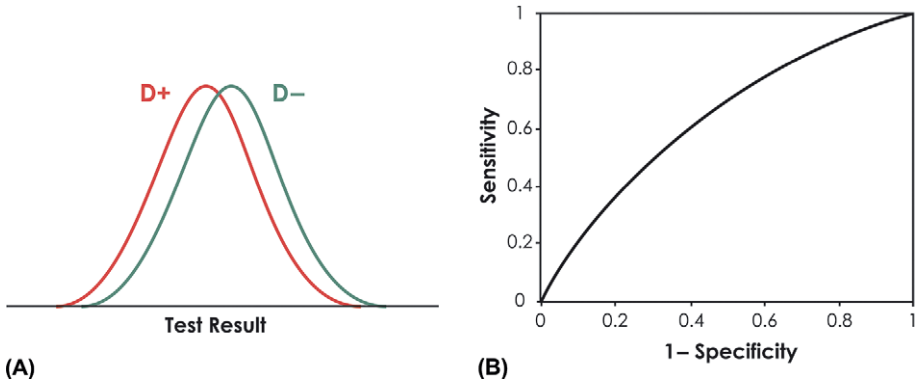 D+ D–
Test Result
(A)
1
0.8
0.6
0.4
0.2
0
Sensitivity
0 0.2 0.4 0.6 0.8 1
1– Specificity
(B)